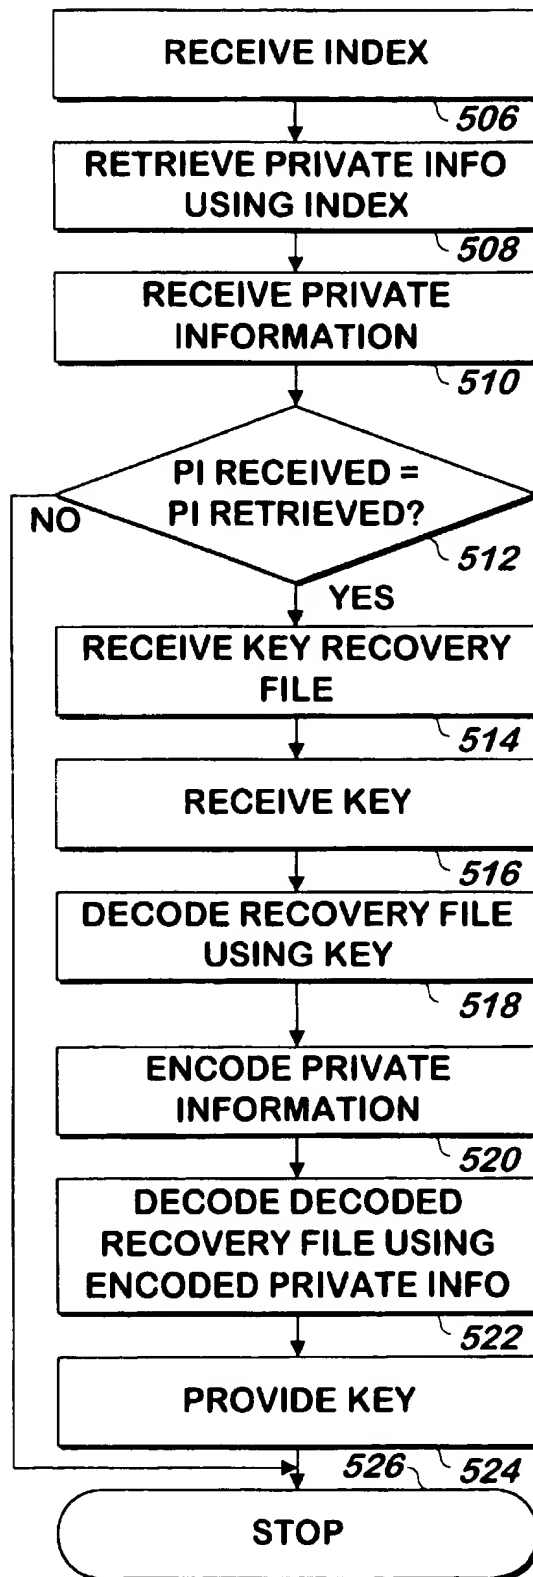 RECEIVE INDEX
506
RETRIEVE PRIVATE INFO
USING INDEX
508
RECEIVE PRIVATE
INFORMATION
510
PI RECEIVED =
PI RETRIEVED?
NO
512
YES
RECEIVE KEY RECOVERY
FILE
514
RECEIVE KEY
516
DECODE RECOVERY FILE
USING KEY
518
ENCODE PRIVATE
INFORMATION
520
DECODE DECODED
RECOVERY FILE USING
ENCODED PRIVATE INFO
522
PROVIDE KEY
524
526
STOP